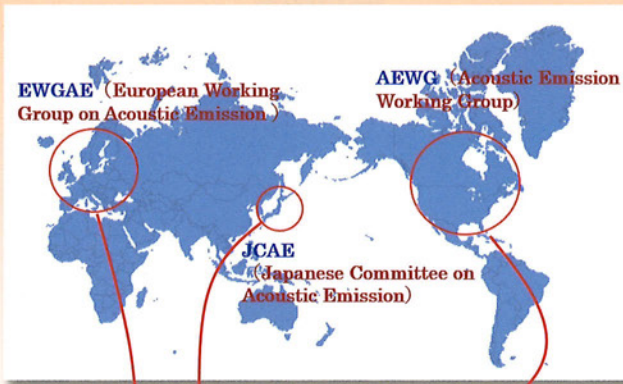 EWGAE（European Working
Group on Acoustic Emission ）
AEWG（Acoustic Emission
Working Group）
JCAE
（Japanese Committee on
Acoustic Emission）